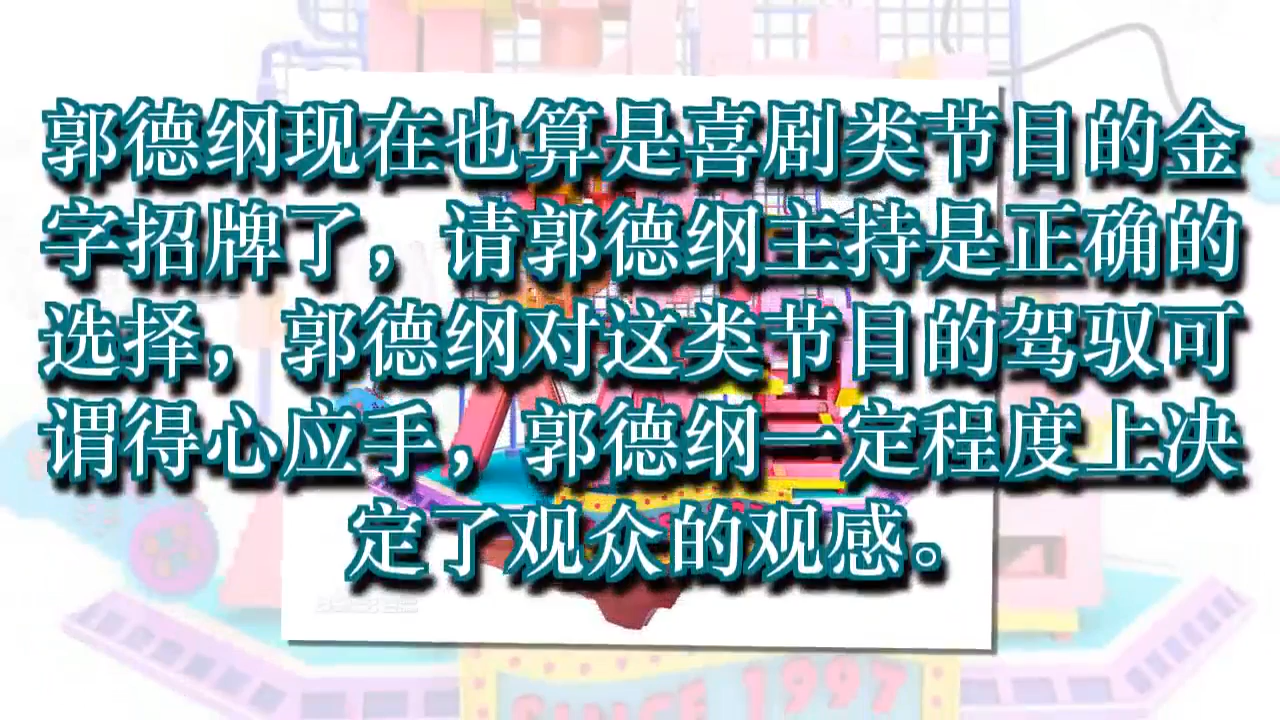 郭德纲现在也算是喜剧类节目的金
字招牌了，请郭德纲主持是正确的
选择，郭德纲对这类节目的驾驭可
谓得心应手，郭德纲一定程度上决
定了观众的观感。
SINCE 1997